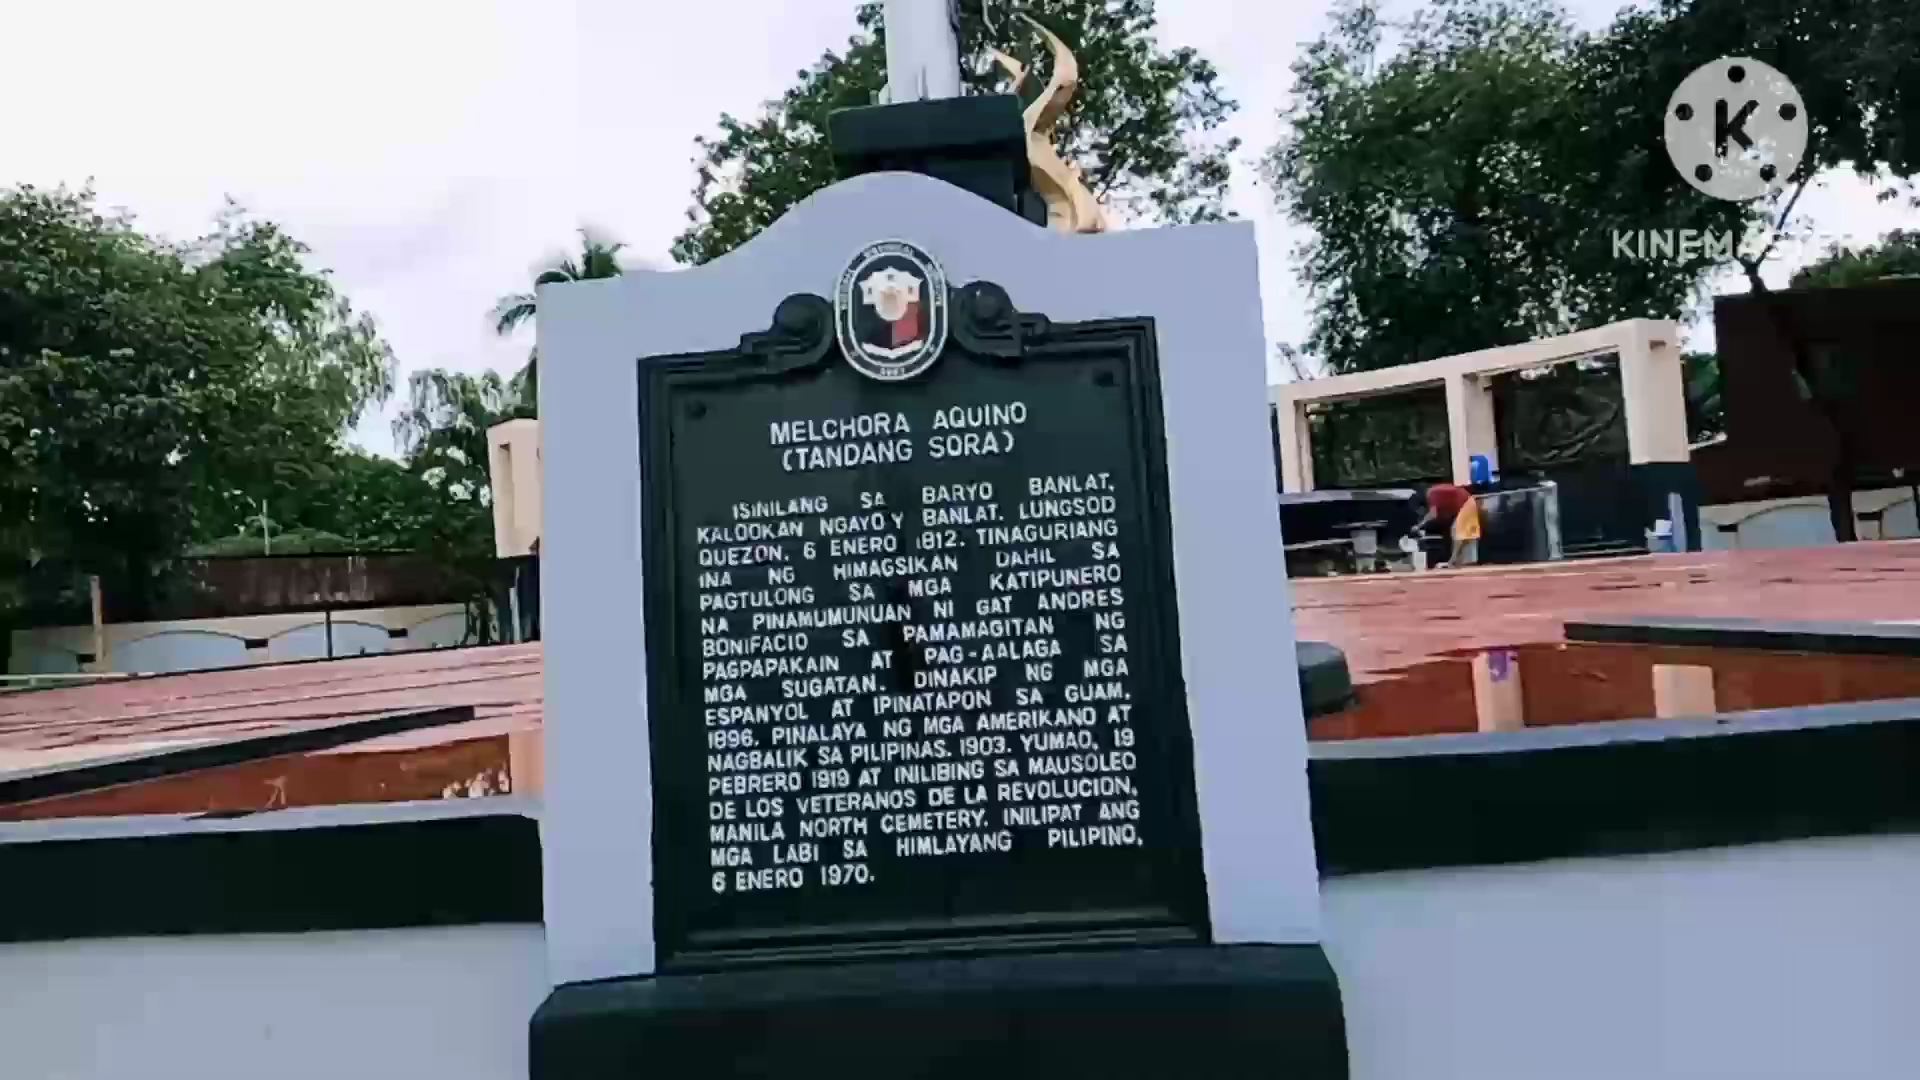 KINEMASTER
MELCHORA AQUINO
(TANDANG SORA)
ISINILANG SA BARYO BANLAT,
KALOOKAN NGAYO'Y BANLAT, LUNGSOD
QUEZON, 6 ENERO 1812. TINAGURIANG
INA NG HIMAGSIKAN DAHIL SA
PAGTULONG SA MGA KATIPUNERO
NA PINAMUMUNUAN NI GAT ANDRES
BONIFACIO SA PAMAMAGITAN NG
PAGPAPAKAIN AT PAG-AALAGA SA
MGA SUGATAN. DINAKIP NG MGA
ESPANYOL AT IPINATAPON SA GUAM,
1896. PINALAYA NG MGA AMERIKANO AT
NAGBALIK SA PILIPINAS, 1903. YUMAO, 19
PEBRERO 1919 AT INILIBING SA MAUSOLEO
DE LOS VETERANOS DE LA REVOLUCION,
MANILA NORTH CEMETERY. INILIPAT ANG
MGA LABI SA HIMLAYANG PILIPINO,
6 ENERO 1970.